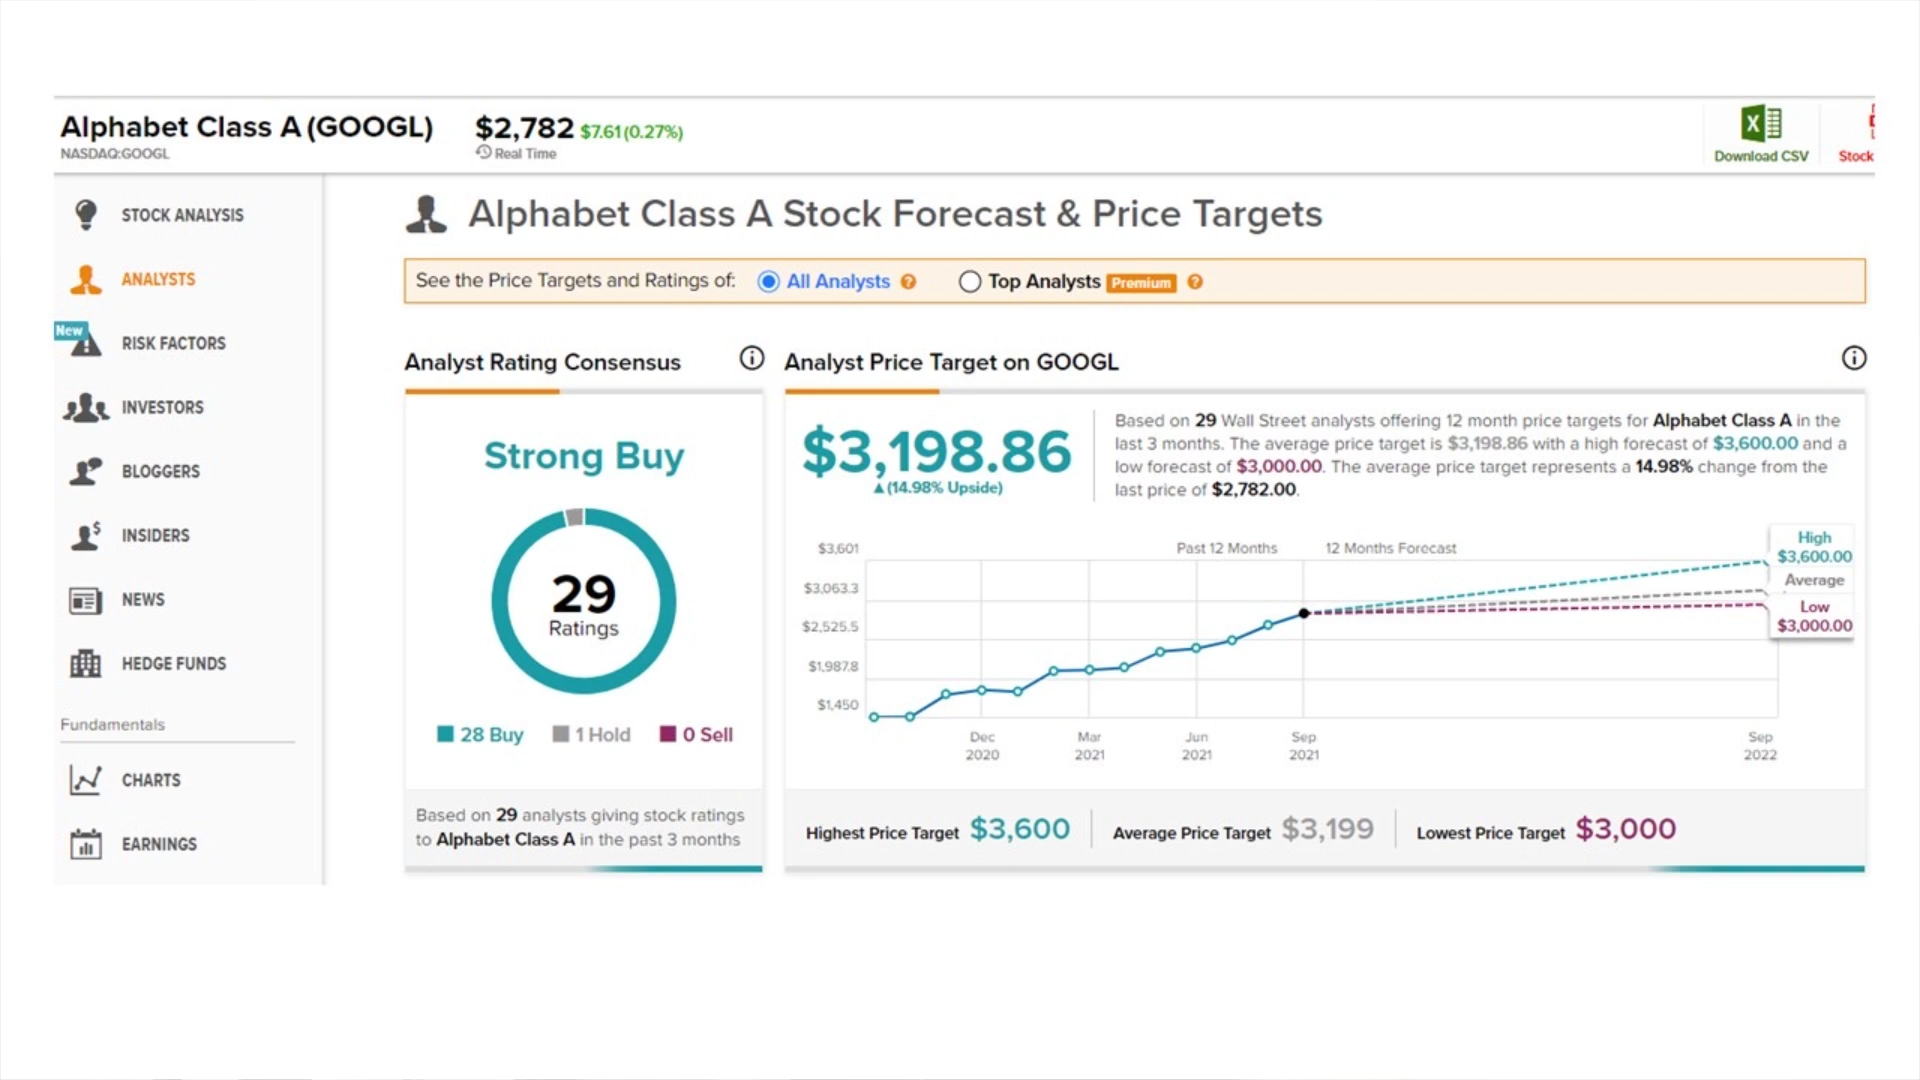 Alphabet Class A (GOOGL)
NASDAQ:GOOGL
$2,782 $7.61(0.27%)
Real Time
Download CSV
Stock
STOCK ANALYSIS
ANALYSTS
New
RISK FACTORS
INVESTORS
BLOGGERS
INSIDERS
NEWS
HEDGE FUNDS
Fundamentals
CHARTS
EARNINGS
Alphabet Class A Stock Forecast & Price Targets
See the Price Targets and Ratings of: All Analysts ? Top Analysts Premium ?
Analyst Rating Consensus
Strong Buy
29
Ratings
28 Buy 1 Hold 0 Sell
Based on 29 analysts giving stock ratings
to Alphabet Class A in the past 3 months
Analyst Price Target on GOOGL
$3,198.86
▲(14.98% Upside)
Based on 29 Wall Street analysts offering 12 month price targets for Alphabet Class A in the
last 3 months. The average price target is $3,198.86 with a high forecast of $3,600.00 and a
low forecast of $3,000.00. The average price target represents a 14.98% change from the
last price of $2,782.00.
Past 12 Months 12 Months Forecast
$3,601
$3,063.3
$2,525.5
$1,987.8
$1,450
High
$3,600.00
Average
Low
$3,000.00
Dec
2020
Mar
2021
Jun
2021
Sep
2021
Sep
2022
Highest Price Target $3,600 Average Price Target $3,199 Lowest Price Target $3,000